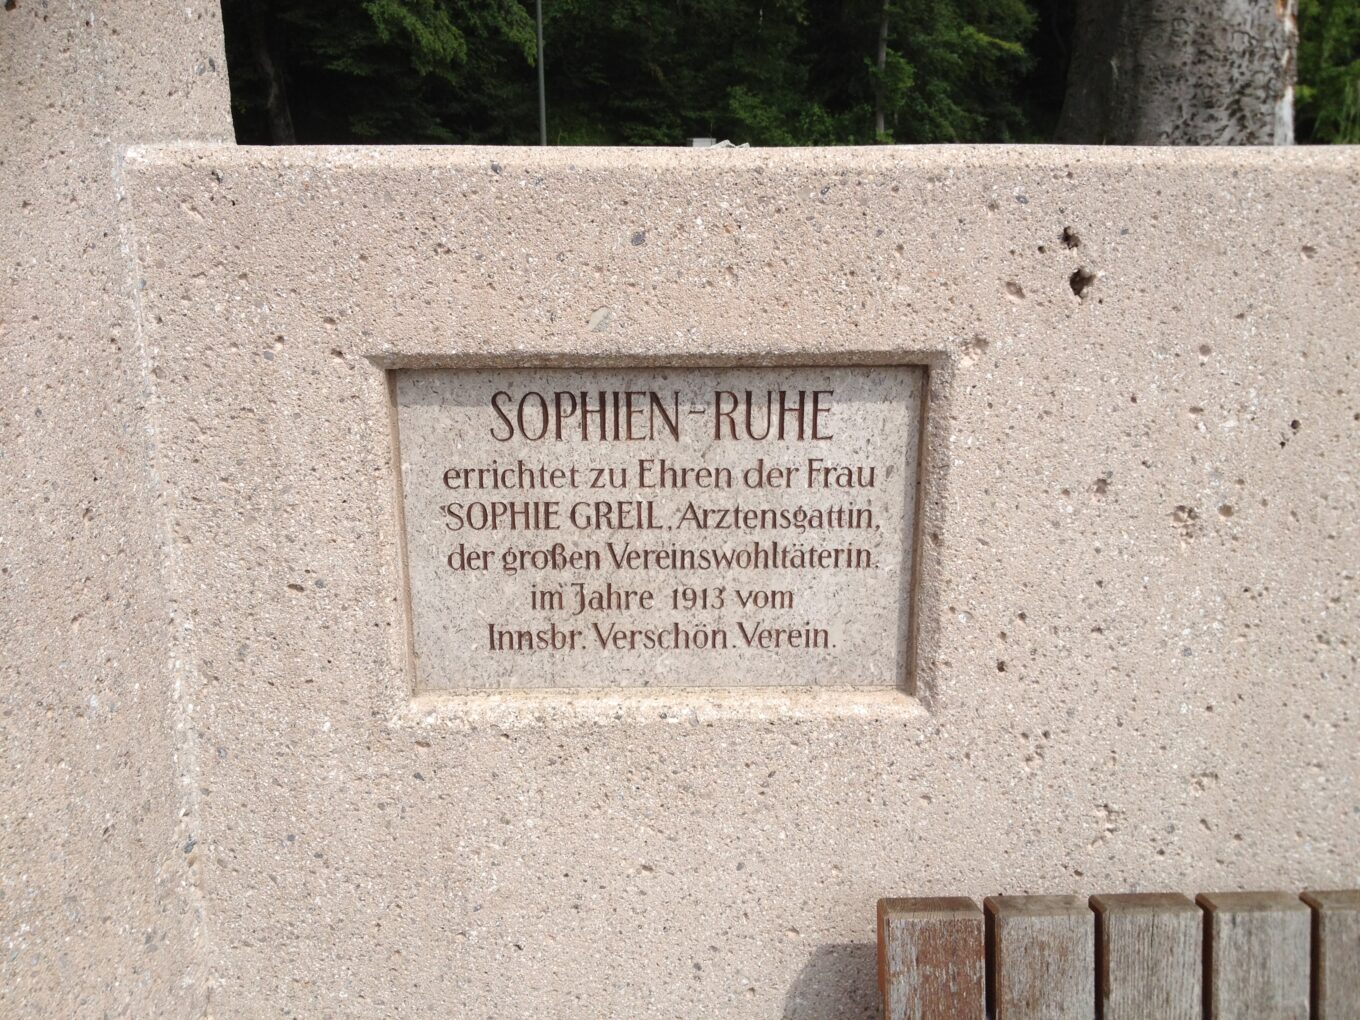 SOPHIEN-RUHE
errichtet zu Ehren der Frau
SOPHIE GREIL, Arztensgattin,
der großen Vereinswohltäterin.
im Jahre 1913 vom
Innsbr. Verschön. Verein.